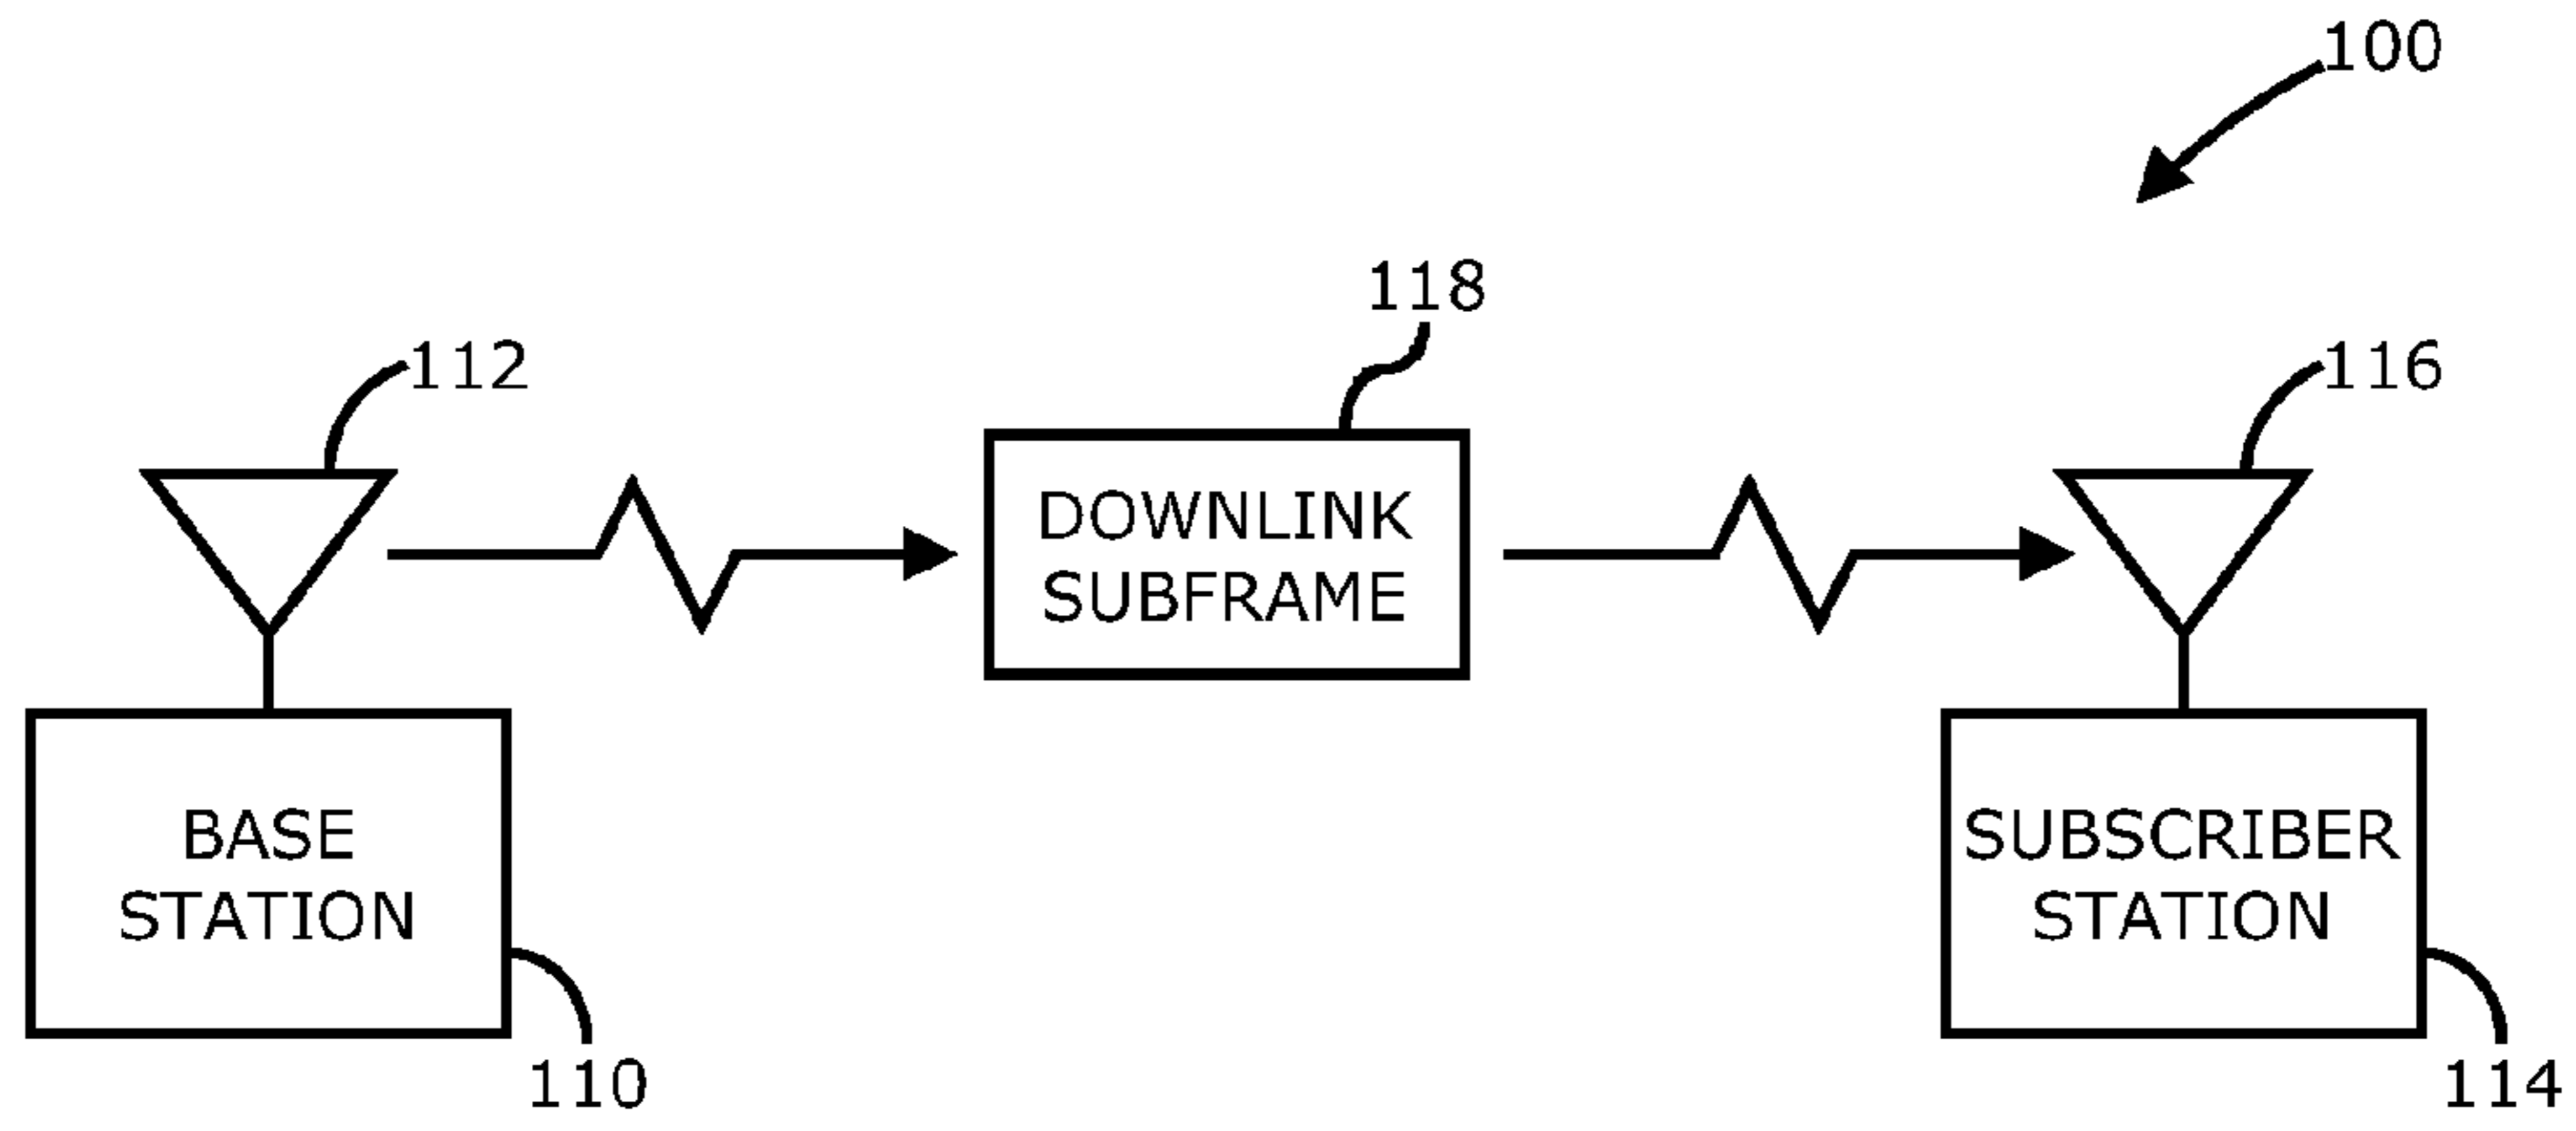 100
118
112
116
DOWNLINK
SUBFRAME
BASE
STATION
SUBSCRIBER
STATION
110
114